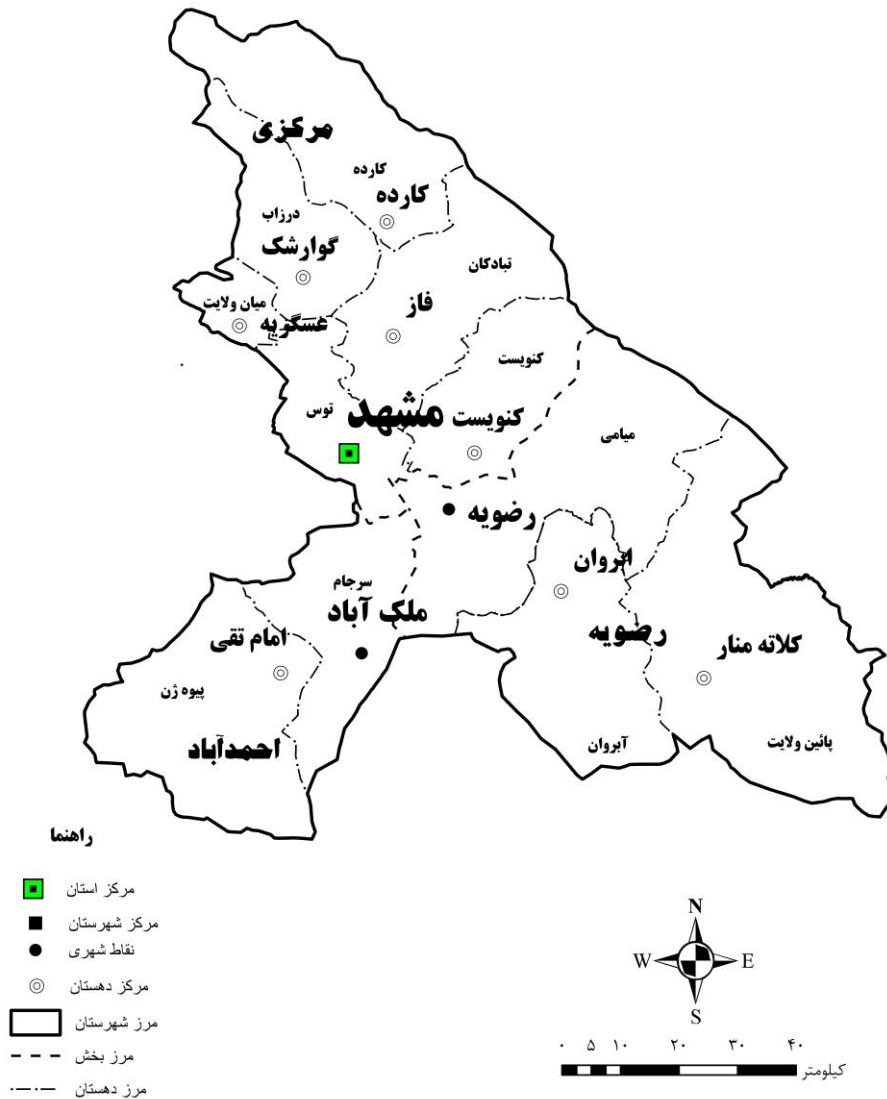 مرکزی
کارده
کارده
درزاب
گوارشک
تبادکان
میان ولایت
عسگریه
فاز
کنویست
توس
مشهد
کنویست
میامی
رضویه
ابروان
سرجام
ملک آباد
امام تقی
رضویه
کلاته منار
پیوه ژن
احمدآباد
آبروان
پائین ولایت
راهنما
مرکز استان
مرکز شهرستان
نقاط شهری
مرکز دهستان
مرز شهرستان
مرز بخش
مرز دهستان
N
W E
S
۰ ۵ ۱۰ ۲۰ ۳۰ ۴۰
کیلومتر